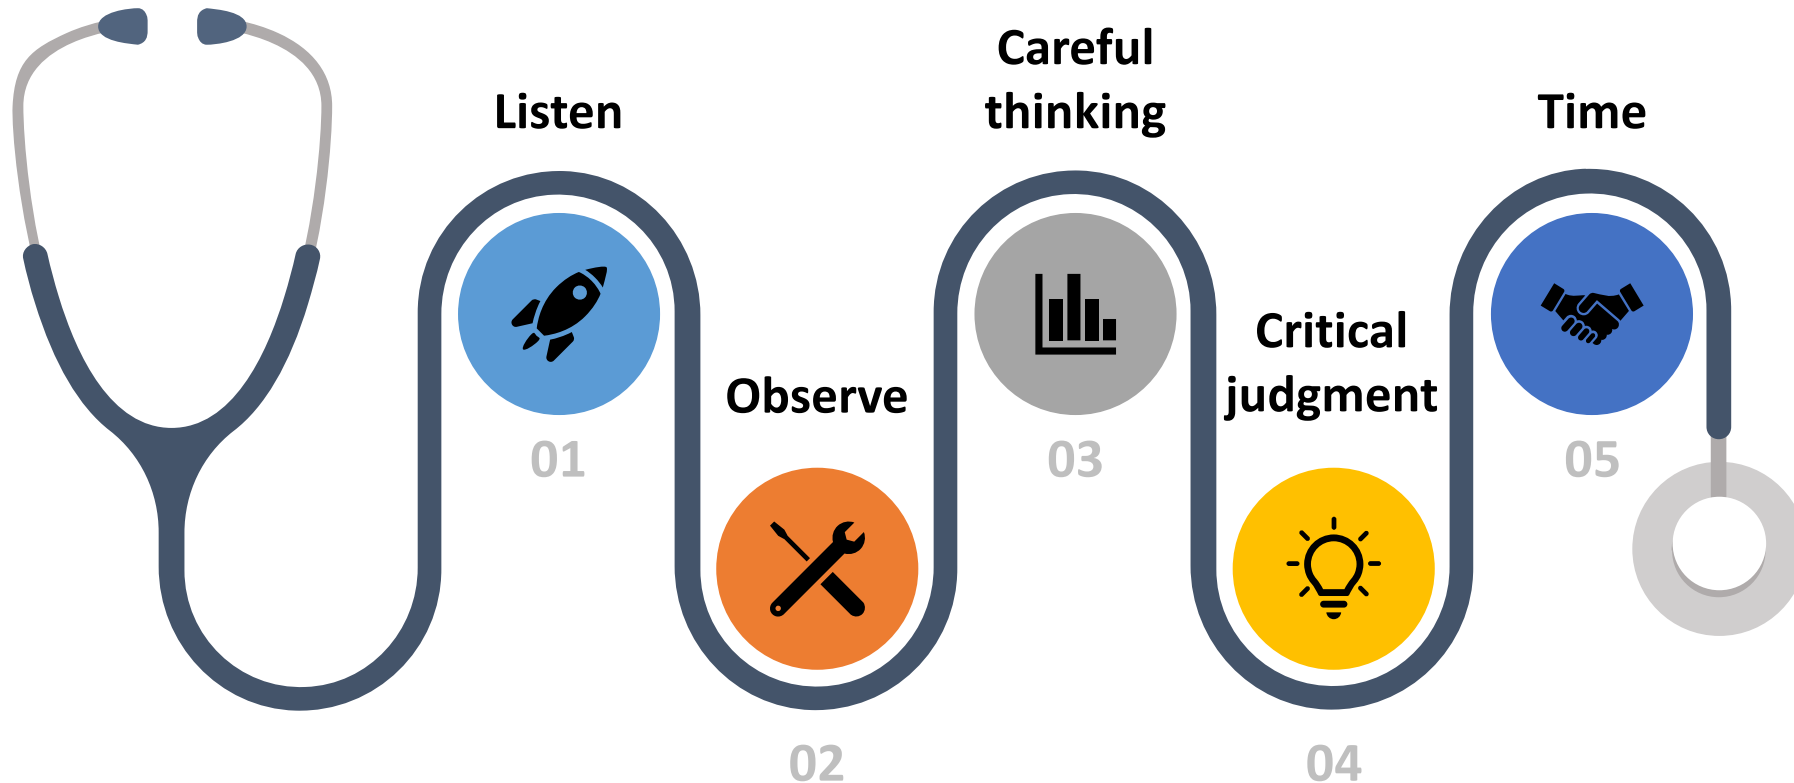 Listen
01
Observe
02
Careful
thinking
03
Critical
judgment
04
Time
05